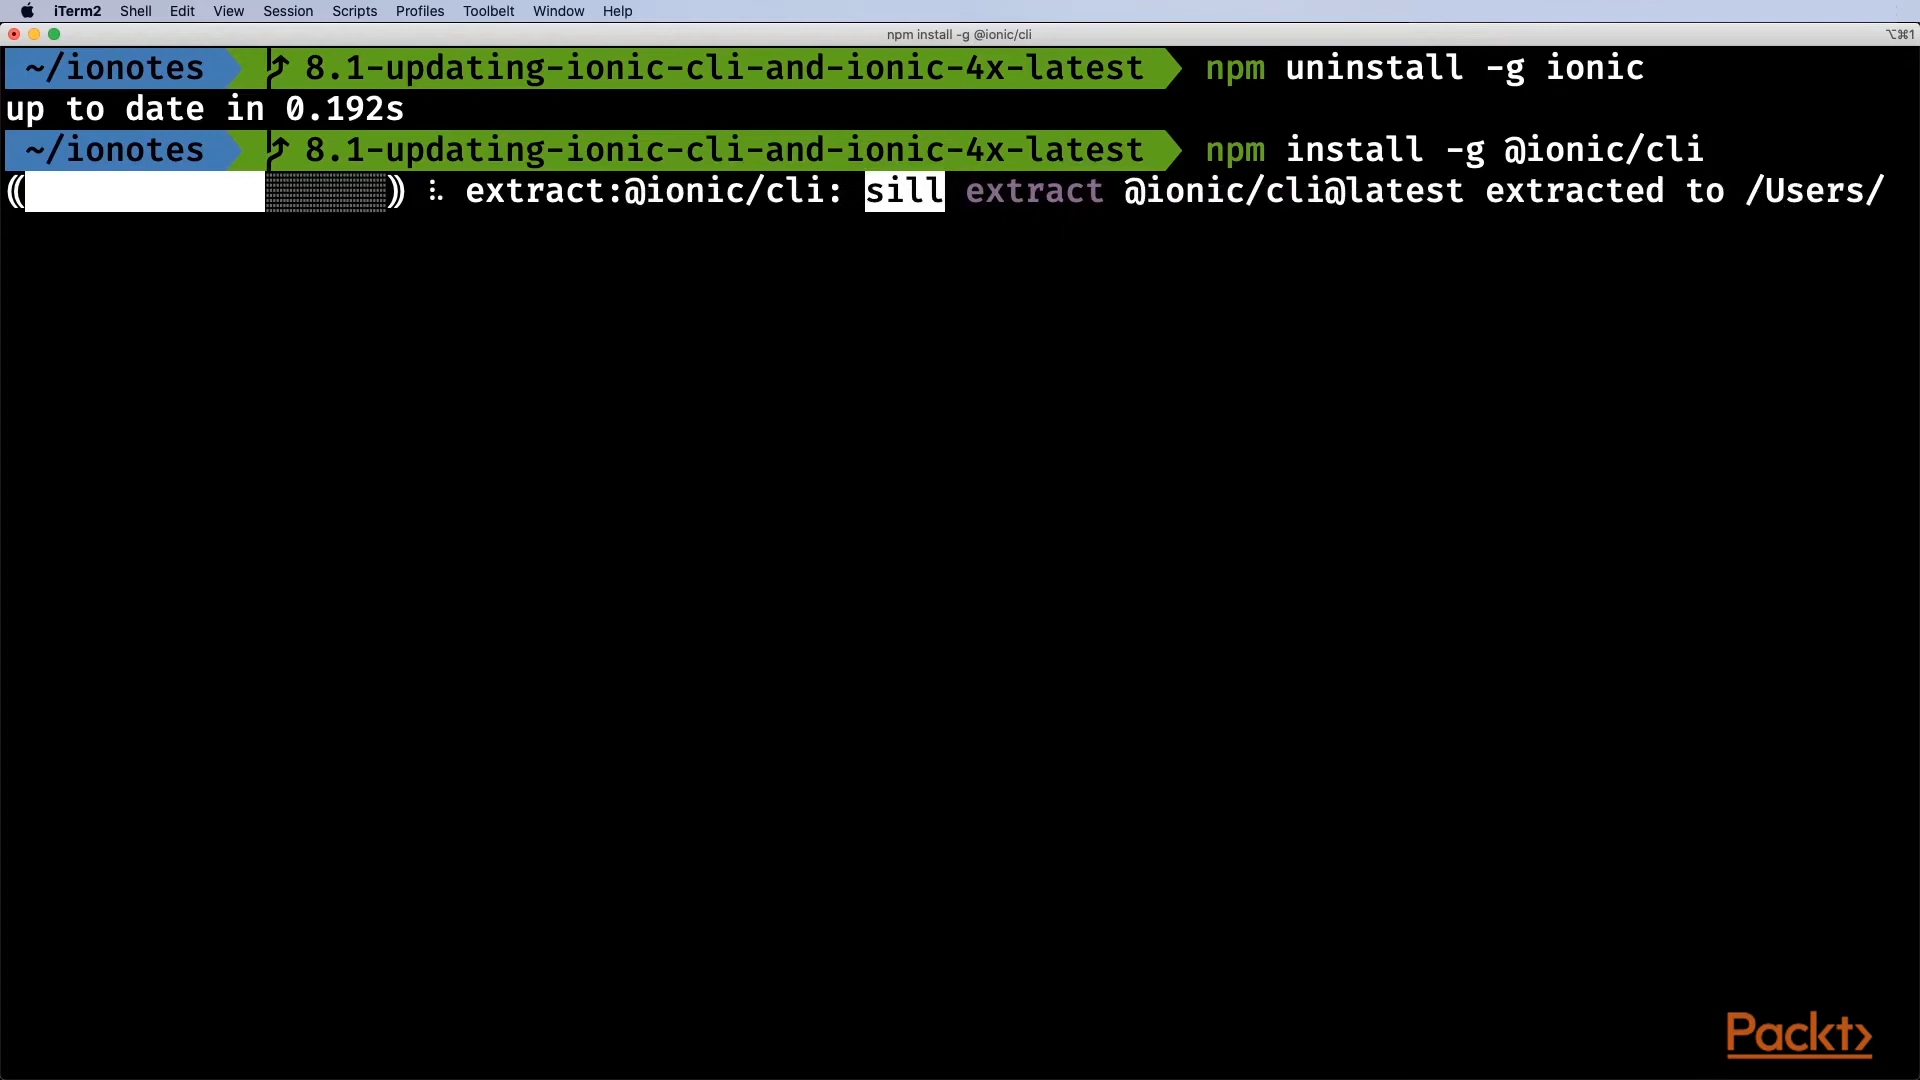 iTerm2 Shell Edit View Session Scripts Profiles Toolbelt Window Help
npm install -g @ionic/cli ⌥⌘1
~/ionotes 8.1-updating-ionic-cli-and-ionic-4x-latest npm uninstall -g ionic
up to date in 0.192s
~/ionotes 8.1-updating-ionic-cli-and-ionic-4x-latest npm install -g @ionic/cli
(( )) ⠧ extract:@ionic/cli: sill extract @ionic/cli@latest extracted to /Users/
Packt>